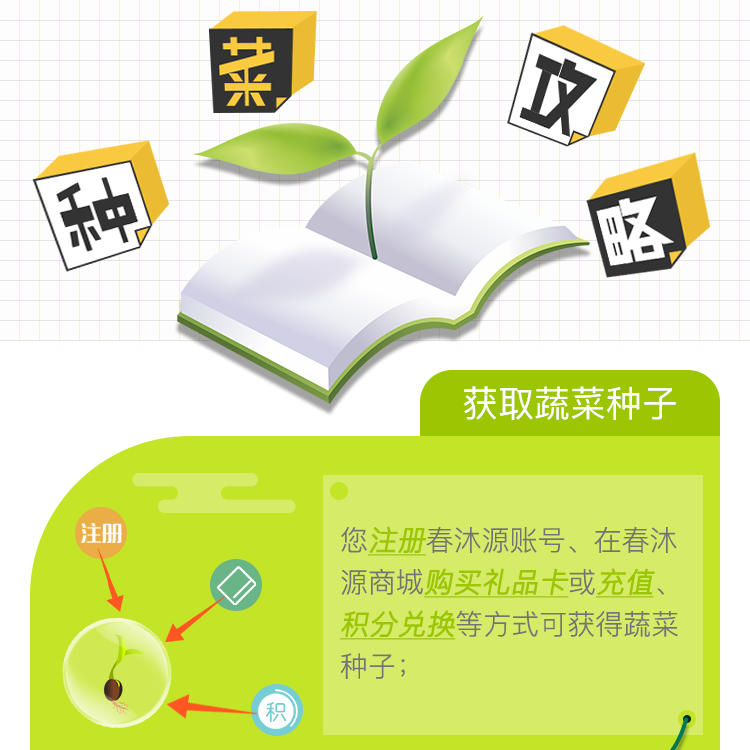 种菜攻略
获取蔬菜种子
注册
积
您注册春沐源账号、在春沐
源商城购买礼品卡或充值、
积分兑换等方式可获得蔬菜
种子；